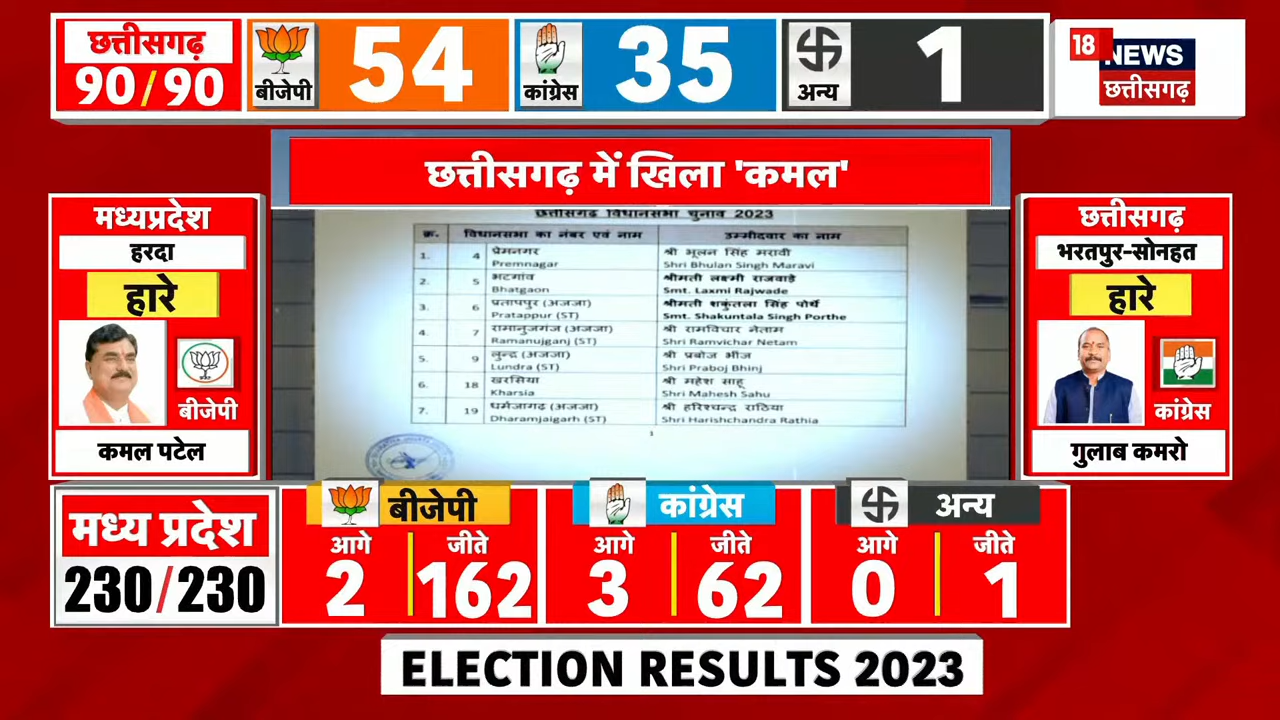 छत्तीसगढ़
90/90
बीजेपी
54
कांग्रेस
35
अन्य
1
18
NEWS
छत्तीसगढ़
छत्तीसगढ़ में खिला 'कमल'
मध्यप्रदेश
हरदा
हारे
बीजेपी
कमल पटेल
छत्तीसगढ़ विधानसभा चुनाव 2023
क्र. विधानसभा का नंबर एवं नाम उम्मीदवार का नाम
1. 4 प्रेमनगर श्री भूलन सिंह मरावी
Premnagar Shri Bhulan Singh Maravi
2. 5 भटगांव श्रीमती लक्ष्मी राजवाड़े
Bhatgaon Smt. Laxmi Rajwade
3. 6 प्रतापपुर (अजजा) श्रीमती शकुंतला सिंह पोर्थे
Pratappur (ST) Smt. Shakuntala Singh Porthe
4. 7 रामानुजगंज (अजजा) श्री रामविचार नेताम
Ramanujganj (ST) Shri Ramvichar Netam
5. 9 लुन्द्रा (अजजा) श्री प्रबोज भींज
Lundra (ST) Shri Praboj Bhinj
6. 18 खरसिया श्री महेश साहू
Kharsia Shri Mahesh Sahu
7. 19 धर्मजागढ़ (अजजा) श्री हरिश्चन्द्र राठिया
Dharamjaigarh (ST) Shri Harishchandra Rathia
1
छत्तीसगढ़
भरतपुर-सोनहत
हारे
कांग्रेस
गुलाब कमरो
मध्य प्रदेश
230/230
बीजेपी
आगे जीते
2 162
कांग्रेस
आगे जीते
3 62
अन्य
आगे जीते
0 1
ELECTION RESULTS 2023